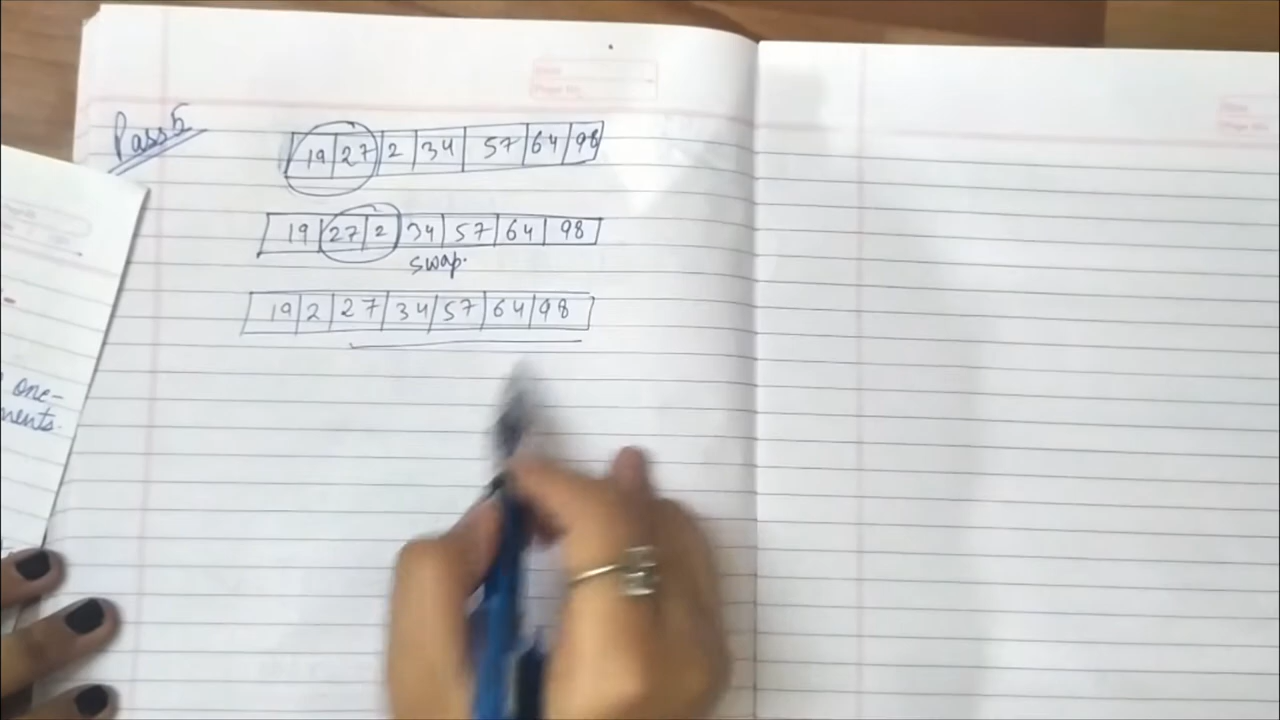 Pass 5
19 27 2 34 57 64 98
19 27 2 34 57 64 98
swap.
19 2 27 34 57 64 98
one-
ments.